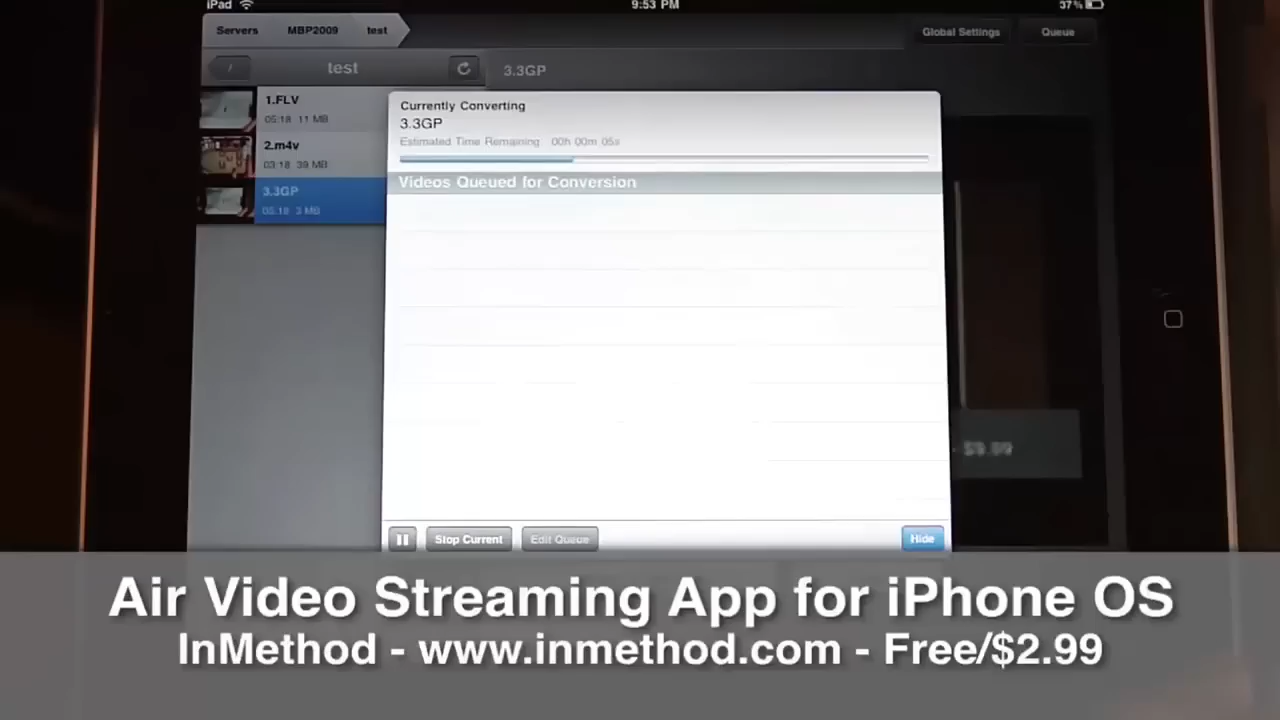 iPad 9:53 PM 37%
Servers MBP2009 test Global Settings Queue
/ test 3.3GP
1.FLV
05:18 11 MB
2.m4v
03:18 39 MB
3.3GP
05:18 3 MB
Currently Converting
3.3GP
Estimated Time Remaining: 00h 00m 05s
Videos Queued for Conversion
- $9.99
Stop Current Edit Queue Hide
Air Video Streaming App for iPhone OS
InMethod - www.inmethod.com - Free/$2.99